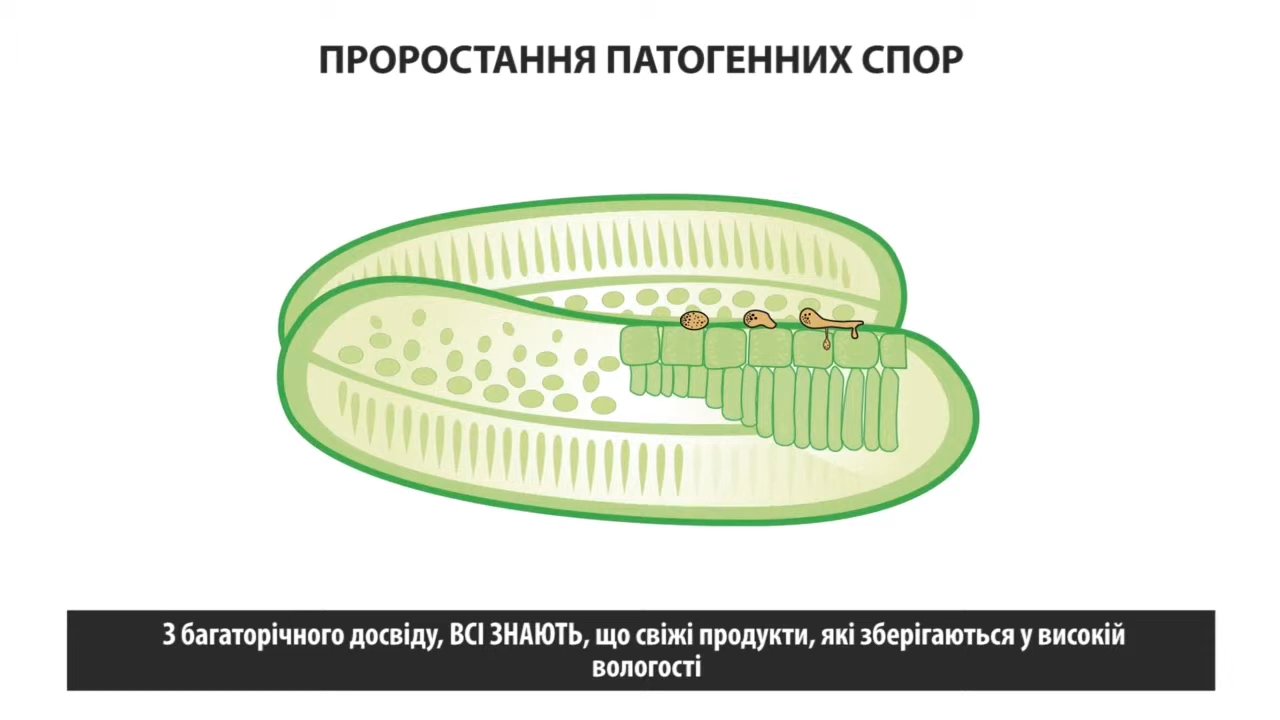 ПРОРОСТАННЯ ПАТОГЕННИХ СПОР
З багаторічного досвіду, ВСІ ЗНАЮТЬ, що свіжі продукти, які зберігаються у високій
вологості